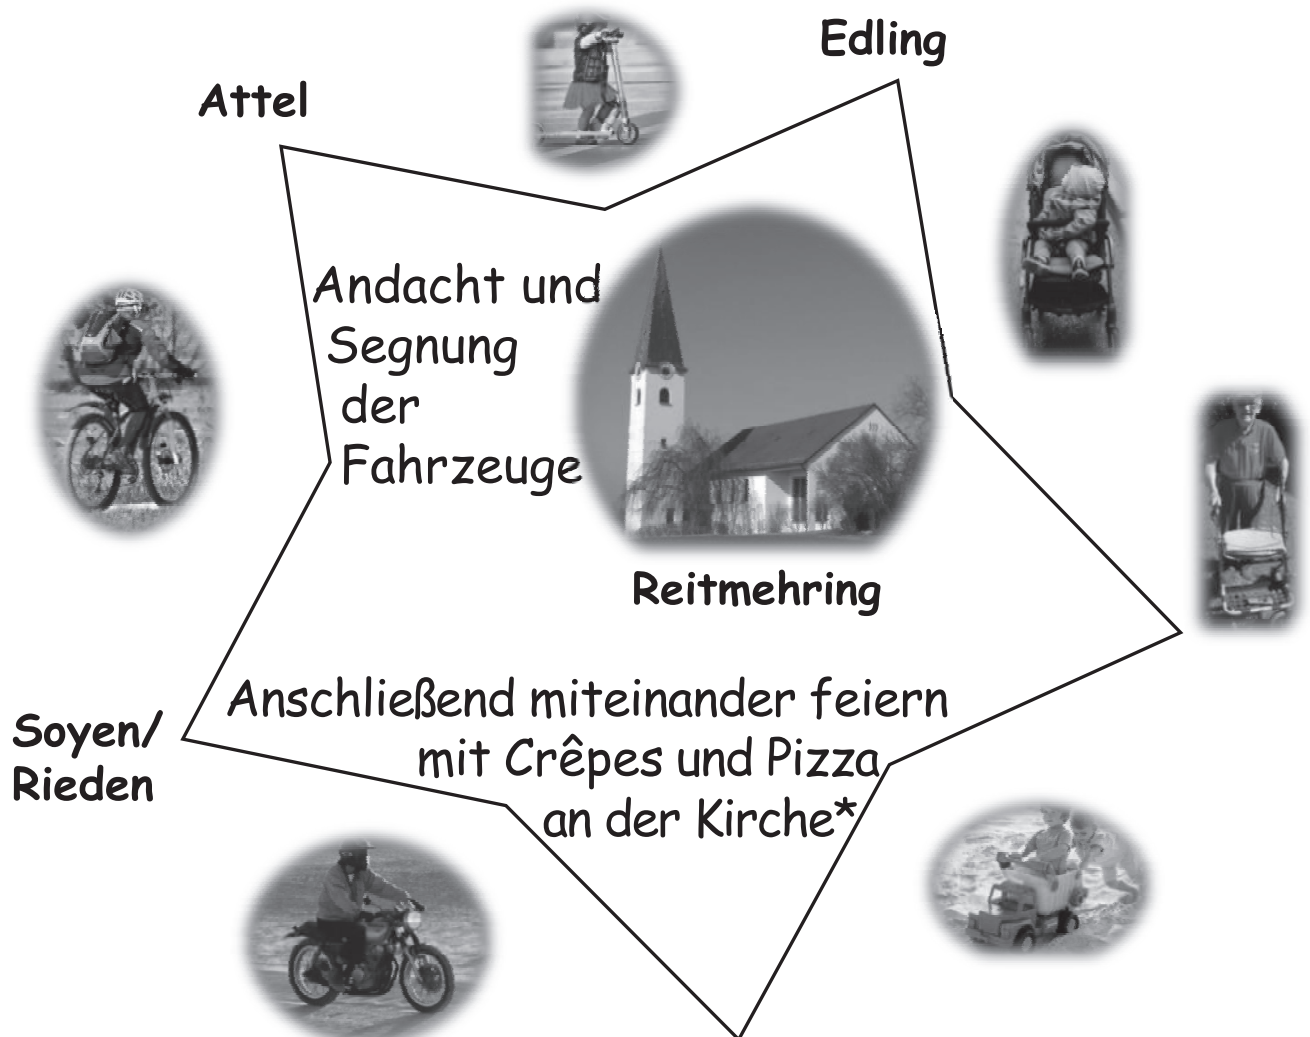 Edling
Attel
Andacht und
Segnung
der
Fahrzeuge
Reitmehring
Anschließend miteinander feiern
mit Crêpes und Pizza
an der Kirche*
Soyen/
Rieden